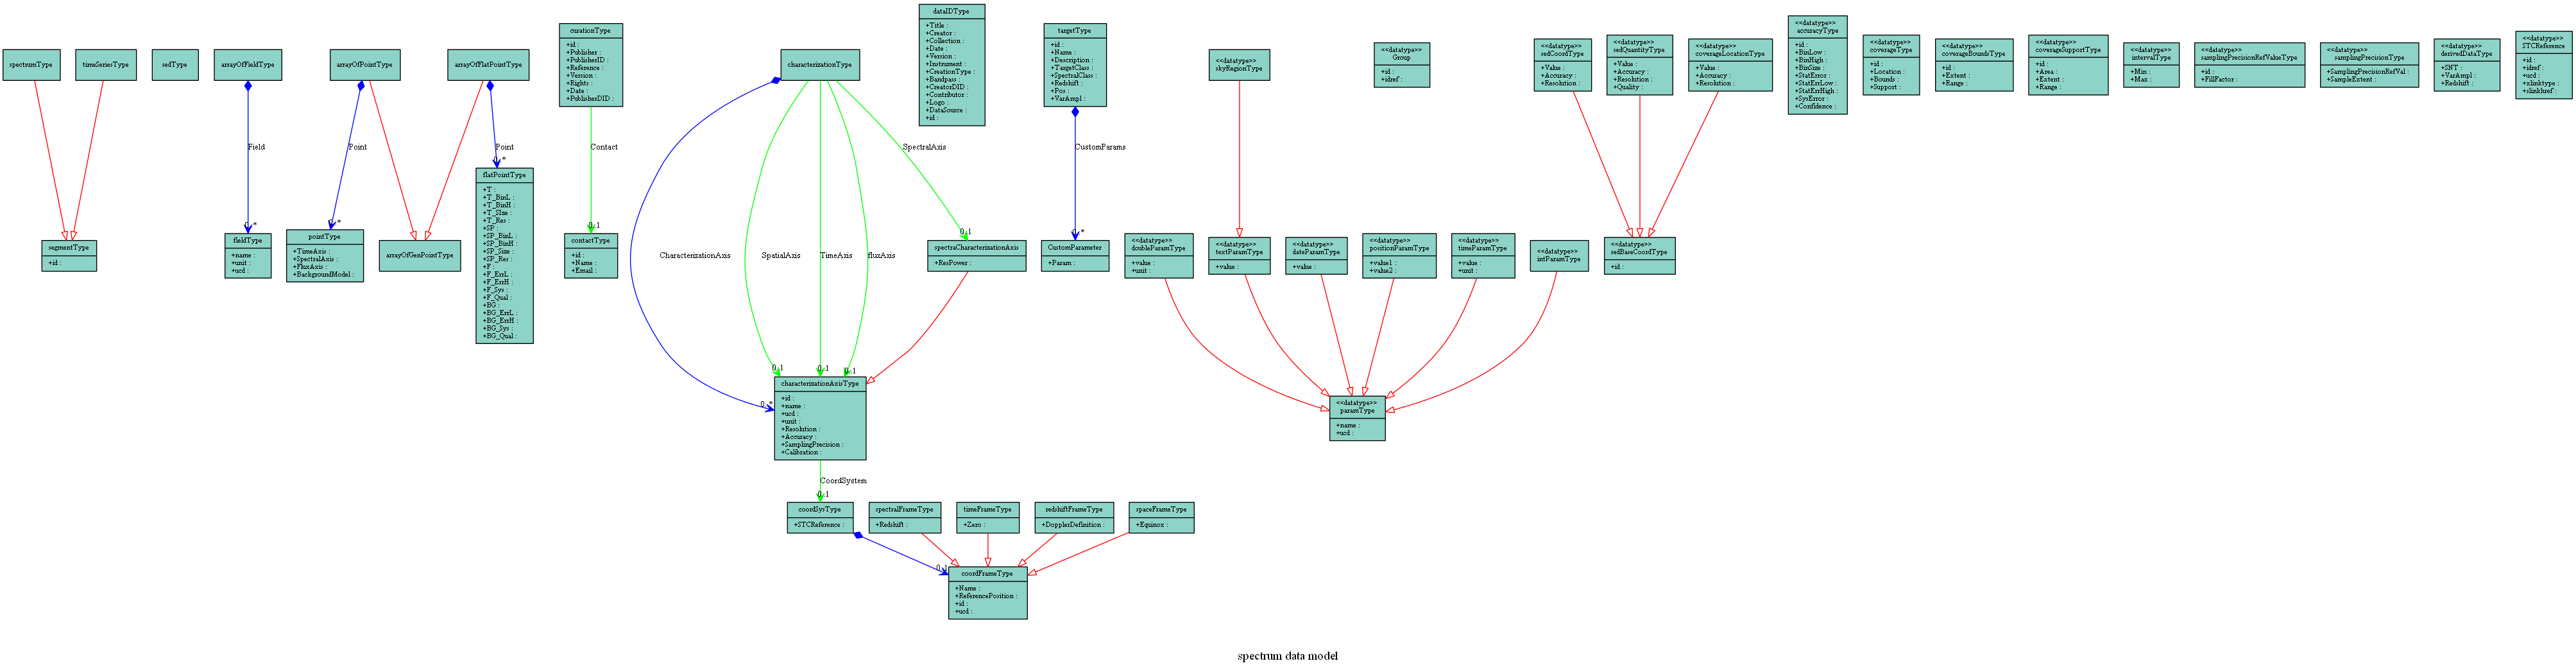 spectrumType
timeSeriesType
sedType
arrayOfFieldType
arrayOfPointType
arrayOfFlatPointType
curationType
+id :
+Publisher :
+PublisherID :
+Reference :
+Version :
+Rights :
+Date :
+PublisherDID :
characterizationType
dataIDType
+Title :
+Creator :
+Collection :
+Date :
+Version :
+Instrument :
+CreationType :
+Bandpass :
+CreatorDID :
+Contributor :
+Logo :
+DataSource :
+id :
targetType
+id :
+Name :
+Description :
+TargetClass :
+SpectralClass :
+Redshift :
+Pos :
+VarAmpl :
<<datatype>>
skyRegionType
<<datatype>>
Group
+id :
+idref :
<<datatype>>
sedCoordType
+Value :
+Accuracy :
+Resolution :
<<datatype>>
sedQuantityType
+Value :
+Accuracy :
+Resolution :
+Quality :
<<datatype>>
coverageLocationType
+Value :
+Accuracy :
+Resolution :
<<datatype>>
accuracyType
+id :
+BinLow :
+BinHigh :
+BinSize :
+StatError :
+StatErrLow :
+StatErrHigh :
+SysError :
+Confidence :
<<datatype>>
coverageType
+id :
+Location :
+Bounds :
+Support :
<<datatype>>
coverageBoundsType
+id :
+Extent :
+Range :
<<datatype>>
coverageSupportType
+id :
+Area :
+Extent :
+Range :
<<datatype>>
intervalType
+Min :
+Max :
<<datatype>>
samplingPrecisionRefValueType
+id :
+FillFactor :
<<datatype>>
samplingPrecisionType
+SamplingPrecisionRefVal :
+SampleExtent :
<<datatype>>
derivedDataType
+SNT :
+VarAmpl :
+Redshift :
<<datatype>>
STCReference
+id :
+idref :
+ucd :
+xlinktype :
+xlinkhref :
Field
0..*
Point
0..*
Point
0..*
Contact
0..1
CharacterizationAxis
0..*
SpatialAxis
0..1
TimeAxis
0..1
fluxAxis
0..1
SpectralAxis
0..1
CustomParams
0..*
segmentType
+id :
fieldType
+name :
+unit :
+ucd :
pointType
+TimeAxis :
+SpectralAxis :
+FluxAxis :
+BackgroundModel :
arrayOfGenPointType
flatPointType
+T :
+T_BinL :
+T_BinH :
+T_SIze :
+T_Res :
+SP :
+SP_BinL :
+SP_BinH :
+SP_Size :
+SP_Res :
+F :
+F_ErrL :
+F_ErrH :
+F_Sys :
+F_Qual :
+BG :
+BG_ErrL :
+BG_ErrH :
+BG_Sys :
+BG_Qual :
contactType
+id :
+Name :
+Email :
spectraCharacterizationAxis
+ResPower :
CustomParameter
+Param :
<<datatype>>
doubleParamType
+value :
+unit :
<<datatype>>
textParamType
+value :
<<datatype>>
dateParamType
+value :
<<datatype>>
positionParamType
+value1 :
+value2 :
<<datatype>>
timeParamType
+value :
+unit :
<<datatype>>
intParamType
<<datatype>>
sedBaseCoordType
+id :
characterizationAxisType
+id :
+name :
+ucd :
+unit :
+Resolution :
+Accuracy :
+SamplingPrecision :
+Calibration :
<<datatype>>
paramType
+name :
+ucd :
CoordSystem
0..1
coordSysType
+STCReference :
spectralFrameType
+Redshift :
timeFrameType
+Zero :
redshiftFrameType
+DopplerDefinition :
spaceFrameType
+Equinox :
0..1
coordFrameType
+Name :
+ReferencePosition :
+id :
+ucd :
spectrum data model